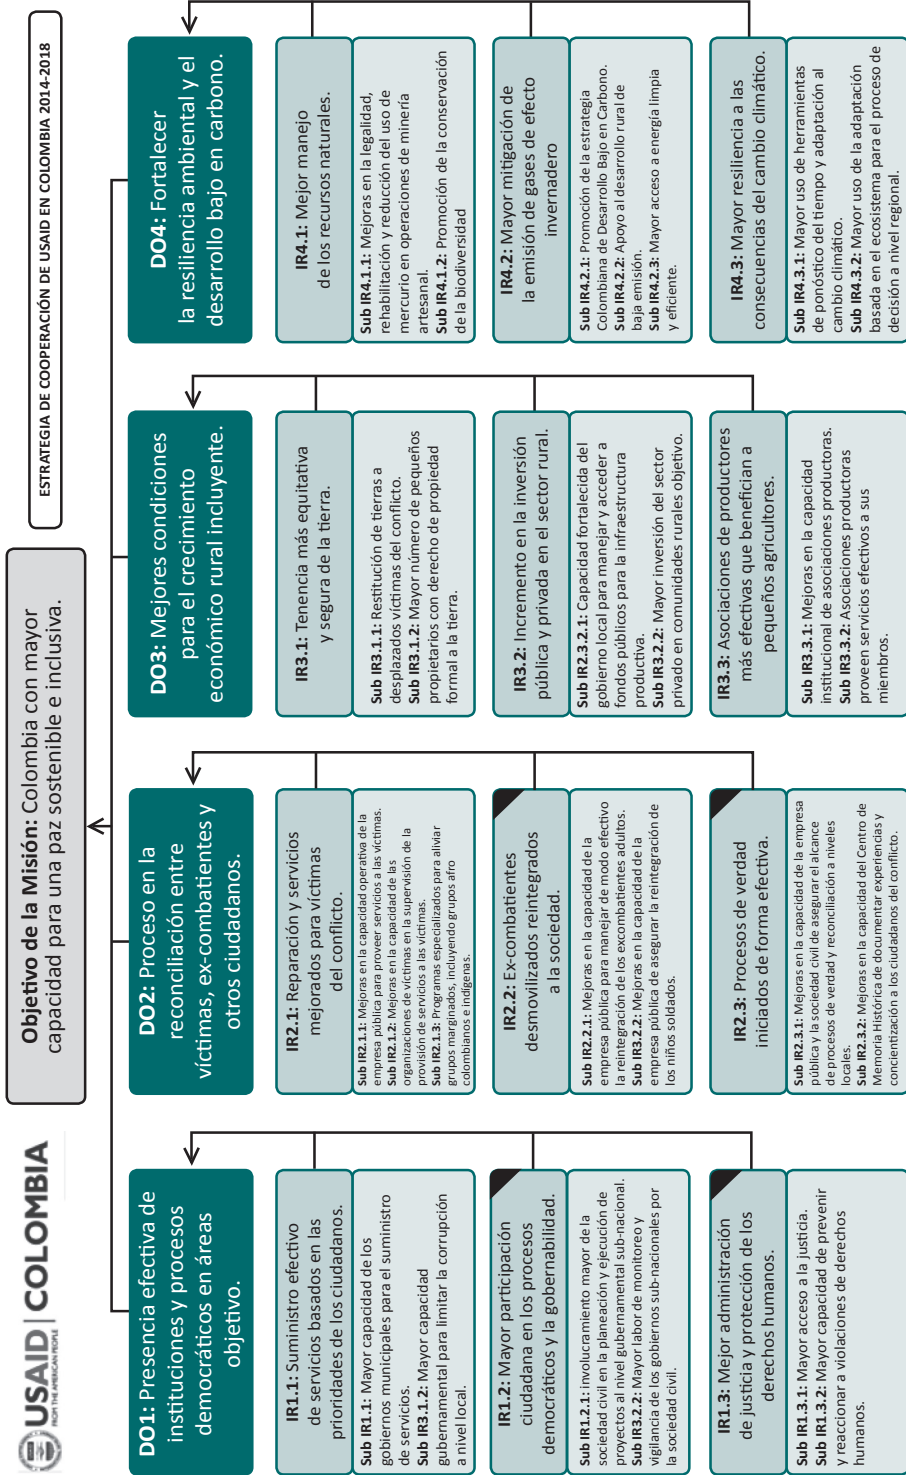 USAID | COLOMBIA
FROM THE AMERICAN PEOPLE
Objetivo de la Misión: Colombia con mayor
capacidad para una paz sostenible e inclusiva.
ESTRATEGIA DE COOPERACIÓN DE USAID EN COLOMBIA 2014-2018
DO1: Presencia efectiva de
instituciones y procesos
democráticos en áreas
objetivo.
IR1.1: Suministro efectivo
de servicios basados en las
prioridades de los ciudadanos.
Sub IR1.1: Mayor capacidad de los
gobiernos municipales para el suministro
de servicios.
Sub IR3.1.2: Mayor capacidad
gubernamental para limitar la corrupción
a nivel local.
IR1.2: Mayor participación
ciudadana en los procesos
democráticos y la gobernabilidad.
Sub IR1.2.1: involucramiento mayor de la
sociedad civil en la planeación y ejecución de
proyectos al nivel gubernamental sub-nacional.
Sub IR3.2.2: Mayor labor de monitoreo y
vigilancia de los gobiernos sub-nacionales por
la sociedad civil.
IR1.3: Mejor administración
de justicia y protección de los
derechos humanos.
Sub IR1.3.1: Mayor acceso a la justicia.
Sub IR1.3.2: Mayor capacidad de prevenir
y reaccionar a violaciones de derechos
humanos.
DO2: Proceso en la
reconciliación entre
víctimas, ex-combatientes y
otros ciudadanos.
IR2.1: Reparación y servicios
mejorados para víctimas
del conflicto.
Sub IR2.1.1: Mejoras en la capacidad operativa de la
empresa pública para proveer servicios a las víctimas.
Sub IR2.1.2: Mejoras en la capacidad de las
organizaciones de víctimas en la supervisión de la
provisión de servicios a las víctimas.
Sub IR2.1.3: Programas especializados para aliviar
grupos marginados, incluyendo grupos afro
colombianos e indígenas.
IR2.2: Ex-combatientes
desmovilizados reintegrados
a la sociedad.
Sub IR2.2.1: Mejoras en la capacidad de la
empresa pública para manejar de modo efectivo
la reintegración de los excombatientes adultos.
Sub IR3.2.2: Mejora en la capacidad de la
empresa pública de asegurar la reintegración de
los niños soldados.
IR2.3: Procesos de verdad
iniciados de forma efectiva.
Sub IR2.3.1: Mejoras en la capacidad de la empresa
pública y la sociedad civil de asegurar el alcance
de procesos de verdad y reconciliación a niveles
locales.
Sub IR2.3.2: Mejoras en la capacidad del Centro de
Memoria Histórica de documentar experiencias y
concientización a los ciudadanos del conflicto.
DO3: Mejores condiciones
para el crecimiento
económico rural incluyente.
IR3.1: Tenencia más equitativa
y segura de la tierra.
Sub IR3.1.1: Restitución de tierras a
desplazados víctimas del conflicto.
Sub IR3.1.2: Mayor número de pequeños
propietarios con derecho de propiedad
formal a la tierra.
IR3.2: Incremento en la inversión
pública y privada en el sector rural.
Sub IR2.3.2.1: Capacidad fortalecida del
gobierno local para manejar y acceder a
fondos públicos para la infraestructura
productiva.
Sub IR3.2.2: Mayor inversión del sector
privado en comunidades rurales objetivo.
IR3.3: Asociaciones de productores
más efectivas que benefician a
pequeños agricultores.
Sub IR3.3.1: Mejoras en la capacidad
institucional de asociaciones productoras.
Sub IR3.3.2: Asociaciones productoras
proveen servicios efectivos a sus
miembros.
DO4: Fortalecer
la resiliencia ambiental y el
desarrollo bajo en carbono.
IR4.1: Mejor manejo
de los recursos naturales.
Sub IR4.1.1: Mejoras en la legalidad,
rehabilitación y reducción del uso de
mercurio en operaciones de minería
artesanal.
Sub IR4.1.2: Promoción de la conservación
de la biodiversidad
IR4.2: Mayor mitigación de
la emisión de gases de efecto
invernadero
Sub IR4.2.1: Promoción de la estrategia
Colombiana de Desarrollo Bajo en Carbono.
Sub IR4.2.2: Apoyo al desarrollo rural de
baja emisión.
Sub IR4.2.3: Mayor acceso a energía limpia
y eficiente.
IR4.3: Mayor resiliencia a las
consecuencias del cambio climático.
Sub IR4.3.1: Mayor uso de herramientas
de ponóstico del tiempo y adaptación al
cambio climático.
Sub IR4.3.2: Mayor uso de la adaptación
basada en el ecosistema para el proceso de
decisión a nivel regional.